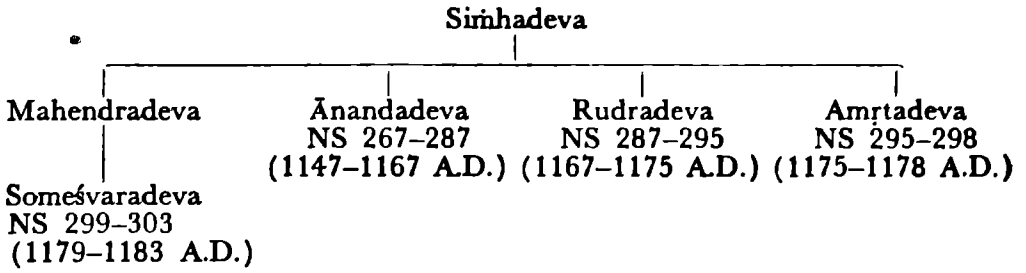 Siṁhadeva
Mahendradeva Ānandadeva Rudradeva Amṛtadeva
NS 267–287 NS 287–295 NS 295–298
(1147–1167 A.D.) (1167–1175 A.D.) (1175–1178 A.D.)
Someśvaradeva
NS 299–303
(1179–1183 A.D.)